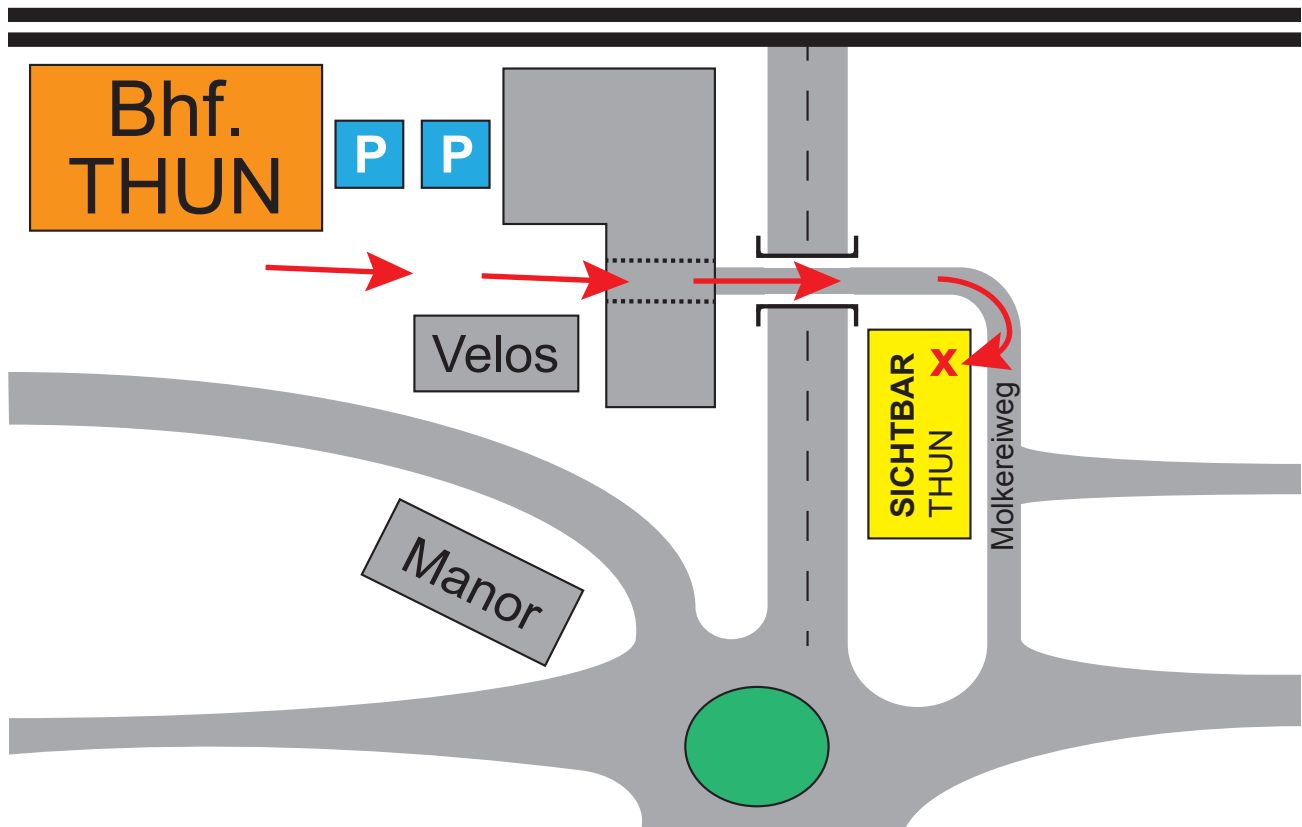 Bhf.
THUN
P
P
Velos
SICHTBAR
THUN
x
Molkereiweg
Manor